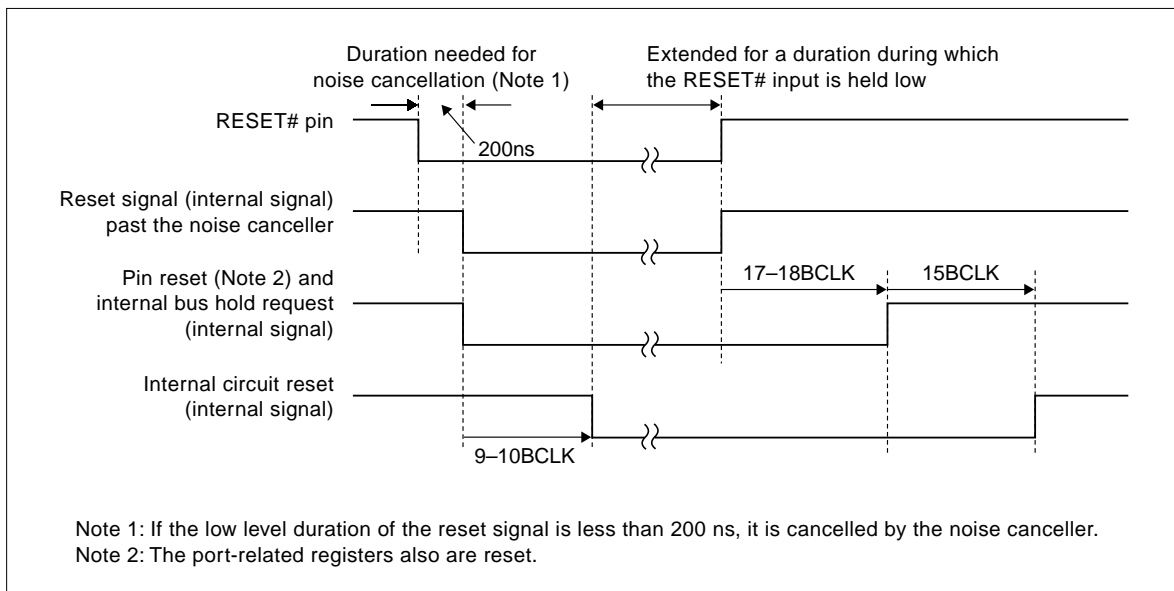 Duration needed for
noise cancellation (Note 1)
Extended for a duration during which
the RESET# input is held low
RESET# pin
200ns
Reset signal (internal signal)
past the noise canceller
Pin reset (Note 2) and
internal bus hold request
(internal signal)
17–18BCLK
15BCLK
Internal circuit reset
(internal signal)
9–10BCLK
Note 1: If the low level duration of the reset signal is less than 200 ns, it is cancelled by the noise canceller.
Note 2: The port-related registers also are reset.